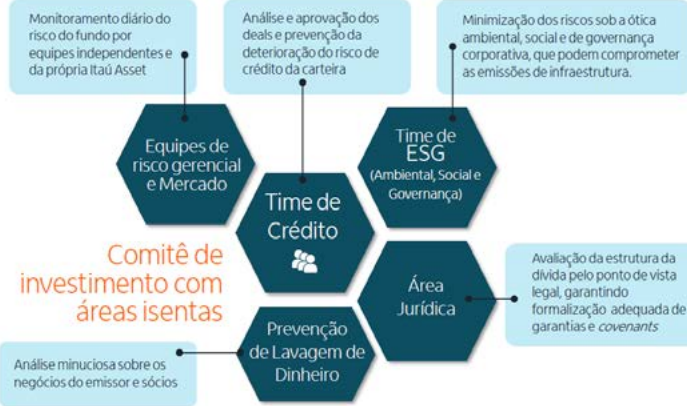 Monitoramento diário do
risco do fundo por
equipes independentes e
da própria Itaú Asset
Análise e aprovação dos
deals e prevenção da
deterioração do risco de
crédito da carteira
Minimização dos riscos sob a ótica
ambiental, social e de governança
corporativa, que podem comprometer
as emissões de infraestrutura.
Equipes de
risco gerencial
e Mercado
Time de
ESG
(Ambiental, Social e
Governança)
Time de
Crédito
Comitê de
investimento com
áreas isentas
Área
Jurídica
Avaliação da estrutura da
dívida pelo ponto de vista
legal, garantindo
formalização adequada de
garantias e covenants
Prevenção
de Lavagem de
Dinheiro
Análise minuciosa sobre os
negócios do emissor e sócios